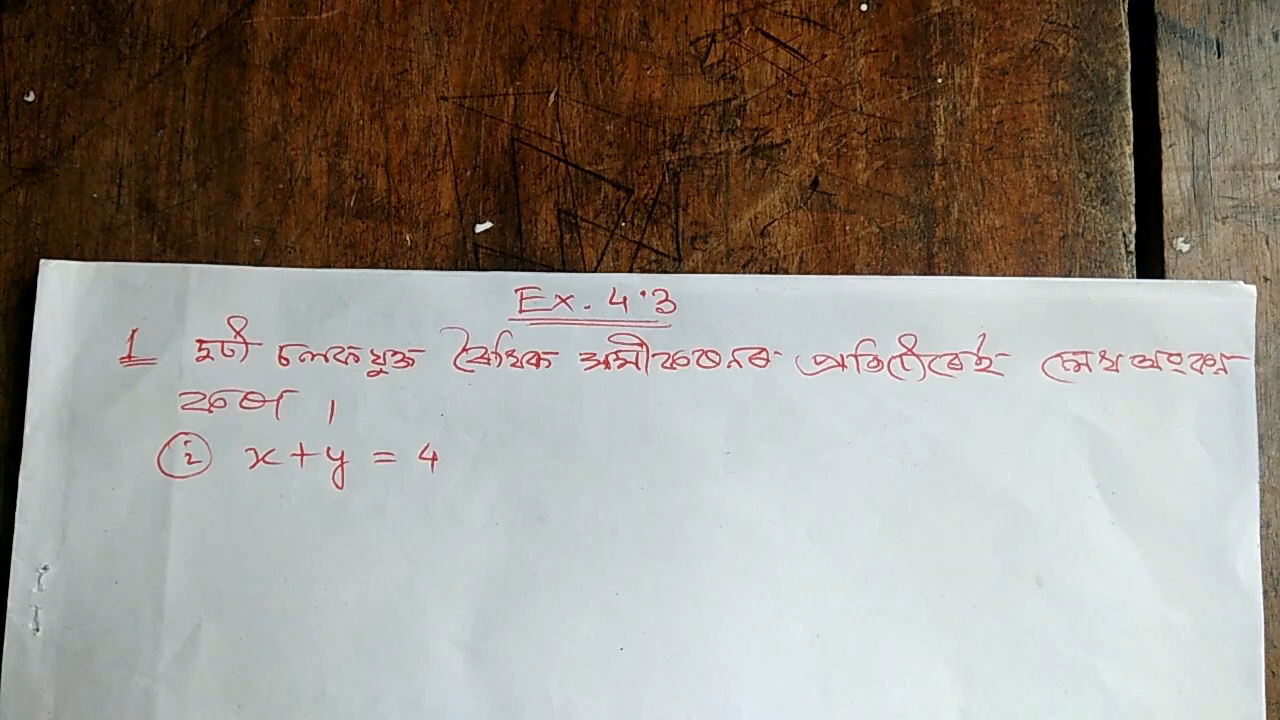 Ex. 4.3
1 দুটা চলকযুক্ত ৰৈখিক সমীকৰণৰ প্ৰতিটোৰেই লেখ অংকন
কৰা ।
(i) x + y = 4